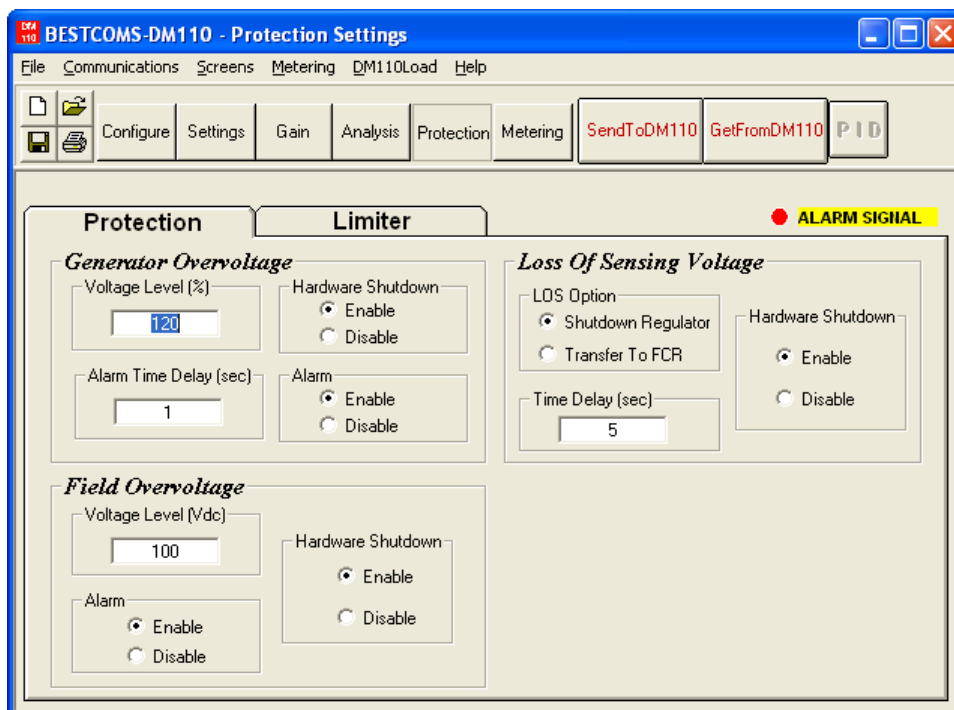 DM 110 BESTCOMS-DM110 - Protection Settings
File Communications Screens Metering DM110Load Help
Configure Settings Gain Analysis Protection Metering SendToDM110 GetFromDM110 PID
Protection Limiter ALARM SIGNAL
Generator Overvoltage
Voltage Level (%)
120
Hardware Shutdown
Enable
Disable
Alarm Time Delay (sec)
1
Alarm
Enable
Disable
Loss Of Sensing Voltage
LOS Option
Shutdown Regulator
Transfer To FCR
Hardware Shutdown
Enable
Disable
Time Delay (sec)
5
Field Overvoltage
Voltage Level (Vdc)
100
Hardware Shutdown
Enable
Disable
Alarm
Enable
Disable